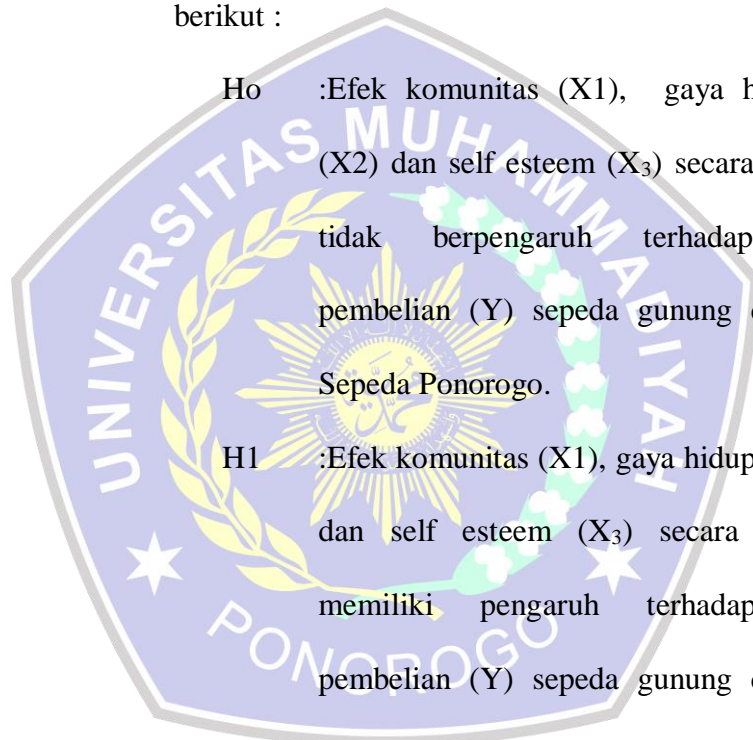 berikut :
Ho :Efek komunitas (X1), gaya h
(X2) dan self esteem (X₃) secara
tidak berpengaruh terhadap
pembelian (Y) sepeda gunung
Sepeda Ponorogo.
H1 :Efek komunitas (X1), gaya hidup
dan self esteem (X₃) secara
memiliki pengaruh terhadap
pembelian (Y) sepeda gunung
UNIVERSITAS MUHAMMADIYAH
PONOROGO